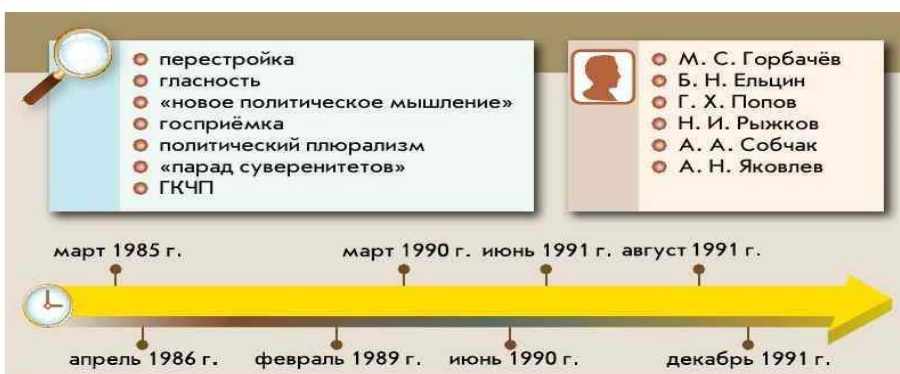 перестройка
гласность
«новое политическое мышление»
госприёмка
политический плюрализм
«парад суверенитетов»
ГКЧП
М. С. Горбачёв
Б. Н. Ельцин
Г. Х. Попов
Н. И. Рыжков
А. А. Собчак
А. Н. Яковлев
март 1985 г. март 1990 г. июнь 1991 г. август 1991 г.
апрель 1986 г. февраль 1989 г. июнь 1990 г. декабрь 1991 г.